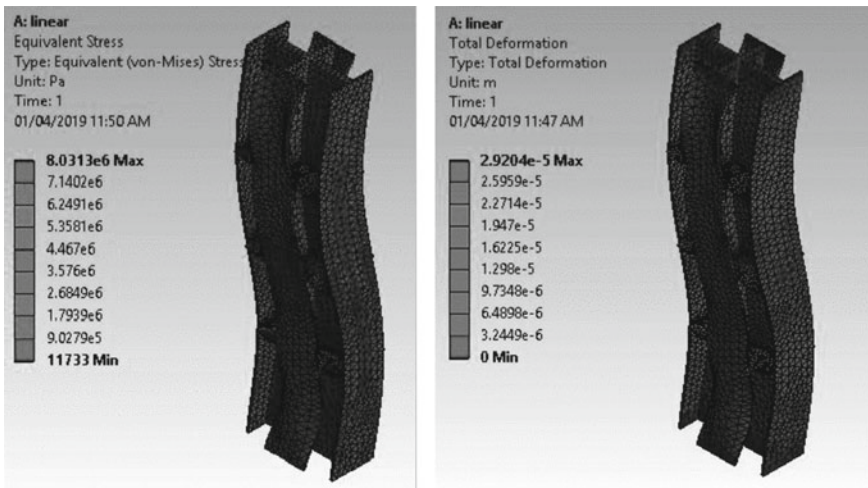 A: linear
Equivalent Stress
Type: Equivalent (von-Mises) Stress
Unit: Pa
Time: 1
01/04/2019 11:50 AM
8.0313e6 Max
7.1402e6
6.2491e6
5.3581e6
4.467e6
3.576e6
2.6849e6
1.7939e6
9.0279e5
11733 Min
A: linear
Total Deformation
Type: Total Deformation
Unit: m
Time: 1
01/04/2019 11:47 AM
2.9204e-5 Max
2.5959e-5
2.2714e-5
1.947e-5
1.6225e-5
1.298e-5
9.7348e-6
6.4898e-6
3.2449e-6
0 Min